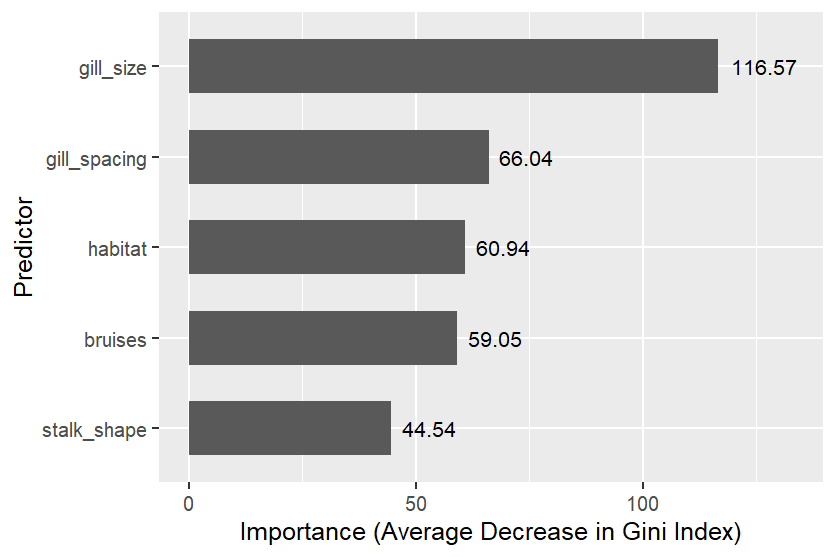 gill_size
116.57
gill_spacing
66.04
habitat
60.94
bruises
59.05
stalk_shape
44.54
Predictor
0
50
100
Importance (Average Decrease in Gini Index)